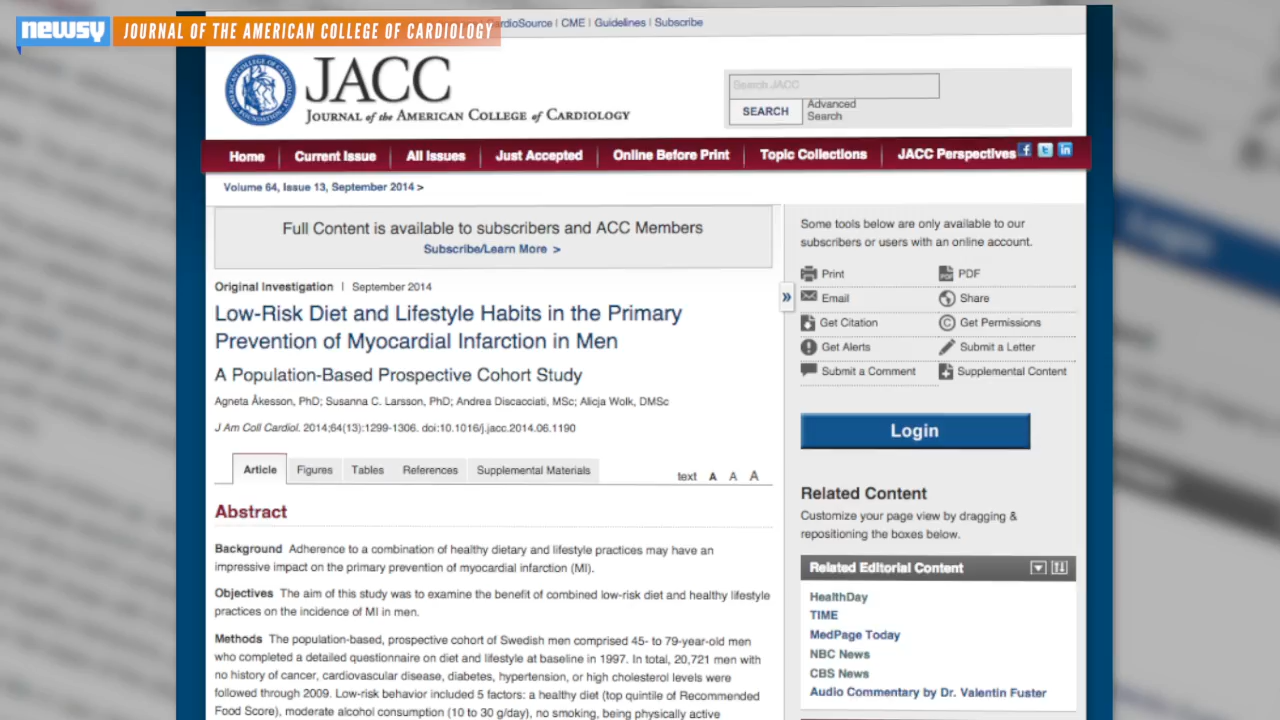 newsy JOURNAL OF THE AMERICAN COLLEGE OF CARDIOLOGY
CardioSource | CME | Guidelines | Subscribe
AMERICAN COLLEGE OF CARDIOLOGY
FOUNDATION
JACC
JOURNAL of the AMERICAN COLLEGE of CARDIOLOGY
Search JACC
SEARCH
Advanced
Search
Home Current Issue All Issues Just Accepted Online Before Print Topic Collections JACC Perspectives
Volume 64, Issue 13, September 2014 >
Full Content is available to subscribers and ACC Members
Subscribe/Learn More >
Original Investigation | September 2014
Low-Risk Diet and Lifestyle Habits in the Primary
Prevention of Myocardial Infarction in Men
A Population-Based Prospective Cohort Study
Agneta Åkesson, PhD; Susanna C. Larsson, PhD; Andrea Discacciati, MSc; Alicja Wolk, DMSc
J Am Coll Cardiol. 2014;64(13):1299-1306. doi:10.1016/j.jacc.2014.06.1190
Article Figures Tables References Supplemental Materials
text A A A
Abstract
Background Adherence to a combination of healthy dietary and lifestyle practices may have an
impressive impact on the primary prevention of myocardial infarction (MI).
Objectives The aim of this study was to examine the benefit of combined low-risk diet and healthy lifestyle
practices on the incidence of MI in men.
Methods The population-based, prospective cohort of Swedish men comprised 45- to 79-year-old men
who completed a detailed questionnaire on diet and lifestyle at baseline in 1997. In total, 20,721 men with
no history of cancer, cardiovascular disease, diabetes, hypertension, or high cholesterol levels were
followed through 2009. Low-risk behavior included 5 factors: a healthy diet (top quintile of Recommended
Food Score), moderate alcohol consumption (10 to 30 g/day), no smoking, being physically active
Some tools below are only available to our
subscribers or users with an online account.
Print PDF
Email Share
Get Citation Get Permissions
Get Alerts Submit a Letter
Submit a Comment Supplemental Content
Login
Related Content
Customize your page view by dragging &
repositioning the boxes below.
Related Editorial Content
HealthDay
TIME
MedPage Today
NBC News
CBS News
Audio Commentary by Dr. Valentin Fuster
Login